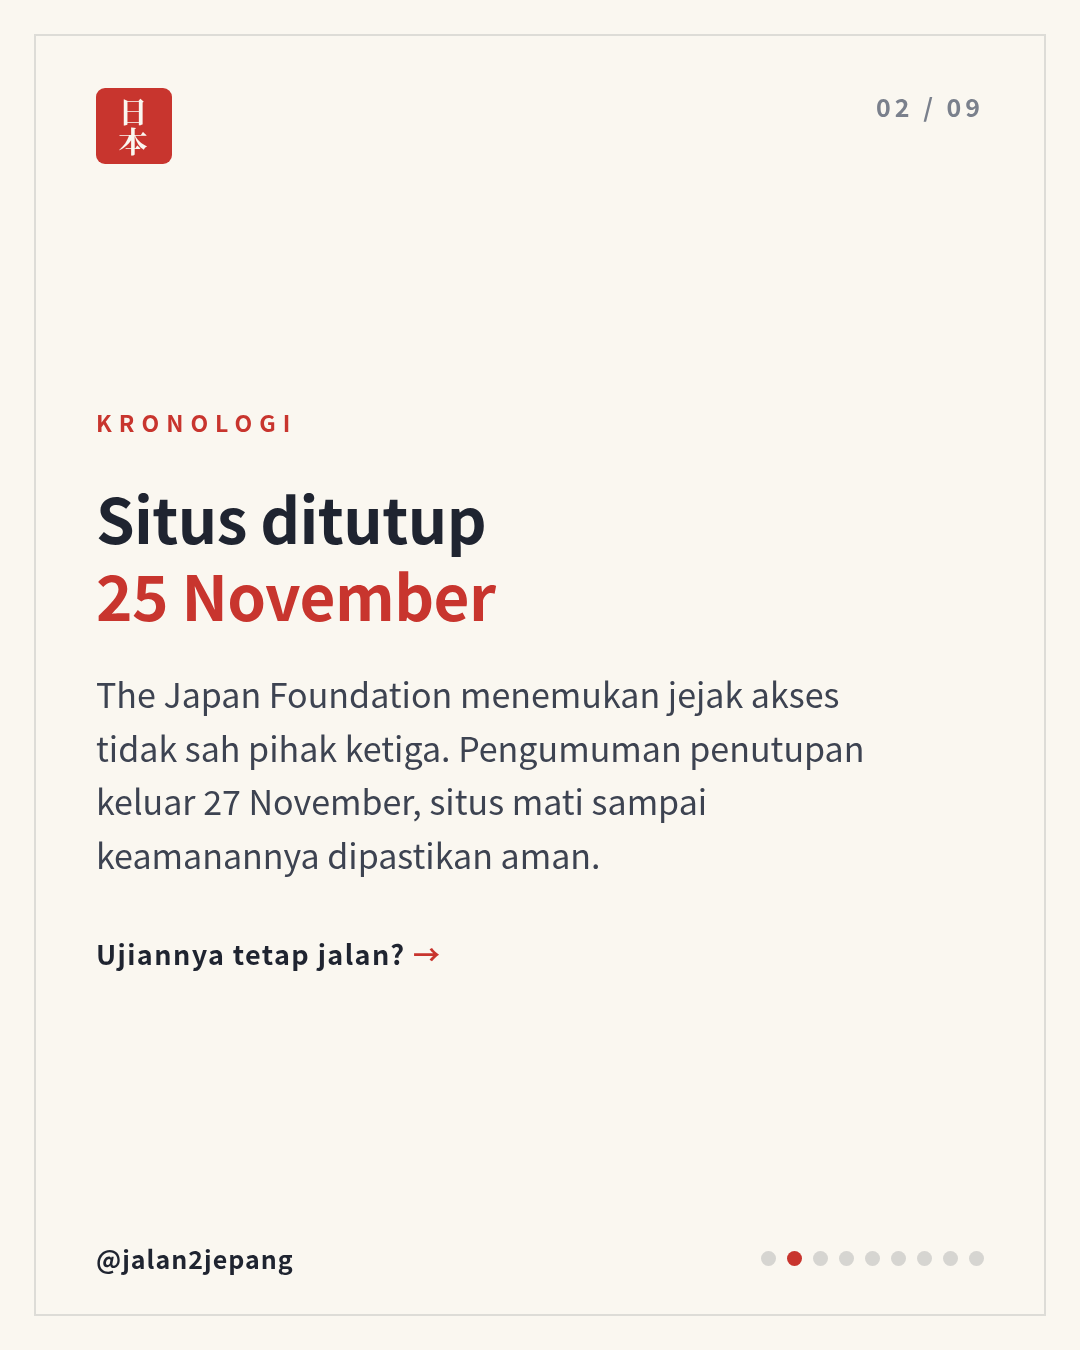 日本
02 / 09
KRONOLOGI
Situs ditutup
25 November
The Japan Foundation menemukan jejak akses
tidak sah pihak ketiga. Pengumuman penutupan
keluar 27 November, situs mati sampai
keamanannya dipastikan aman.
Ujiannya tetap jalan? →
@jalan2jepang